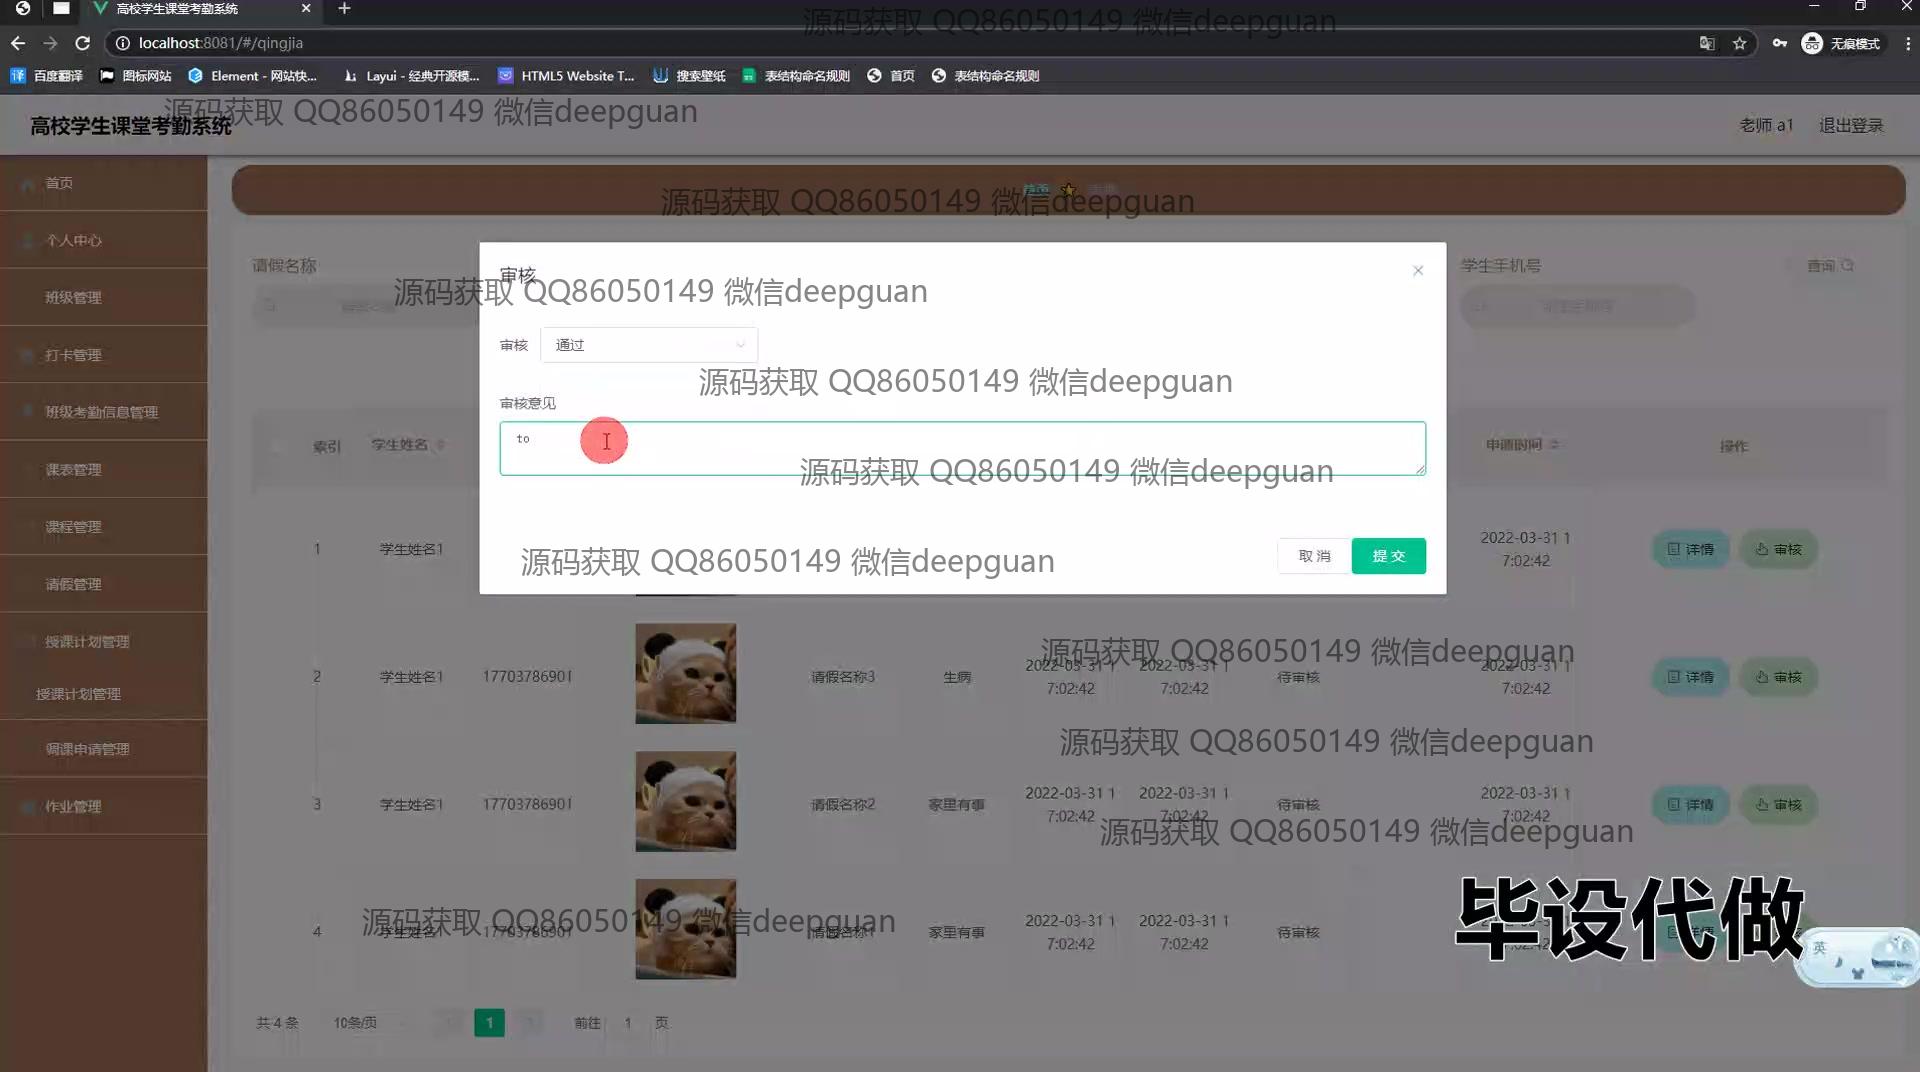 高校学生课堂考勤系统
localhost:8081/#/qingjia
无痕模式
百度翻译
图标网站
Element - 网站快...
Layui - 经典开源模...
HTML5 Website T...
搜索壁纸
表结构命名规则
首页
表结构命名规则
源码获取 QQ86050149 微信deepguan
源码获取 QQ86050149 微信deepguan
高校学生课堂考勤系统
老师 a1
退出登录
首页
个人中心
班级管理
打卡管理
班级考勤信息管理
课表管理
课程管理
请假管理
授课计划管理
授课计划管理
调课申请管理
作业管理
源码获取 QQ86050149 微信deepguan
请假名称
学生手机号
查询
审核
源码获取 QQ86050149 微信deepguan
审核 通过
源码获取 QQ86050149 微信deepguan
审核意见
to
源码获取 QQ86050149 微信deepguan
取 消
提 交
源码获取 QQ86050149 微信deepguan
索引
学生姓名
申请时间
操作
1
学生姓名1
2022-03-31 1
7:02:42
详情
审核
源码获取 QQ86050149 微信deepguan
2
学生姓名1
17703786901
请假名称3
生病
2022-03-31 1
7:02:42
2022-03-31 1
7:02:42
待审核
2022-03-31 1
7:02:42
详情
审核
源码获取 QQ86050149 微信deepguan
3
学生姓名1
17703786901
请假名称2
家里有事
2022-03-31 1
7:02:42
2022-03-31 1
7:02:42
待审核
2022-03-31 1
7:02:42
详情
审核
源码获取 QQ86050149 微信deepguan
4
学生姓名1
17703786901
请假名称1
家里有事
2022-03-31 1
7:02:42
2022-03-31 1
7:02:42
待审核
源码获取 QQ86050149 微信deepguan
毕设代做
英
共 4 条
10条/页
1
前往 1 页